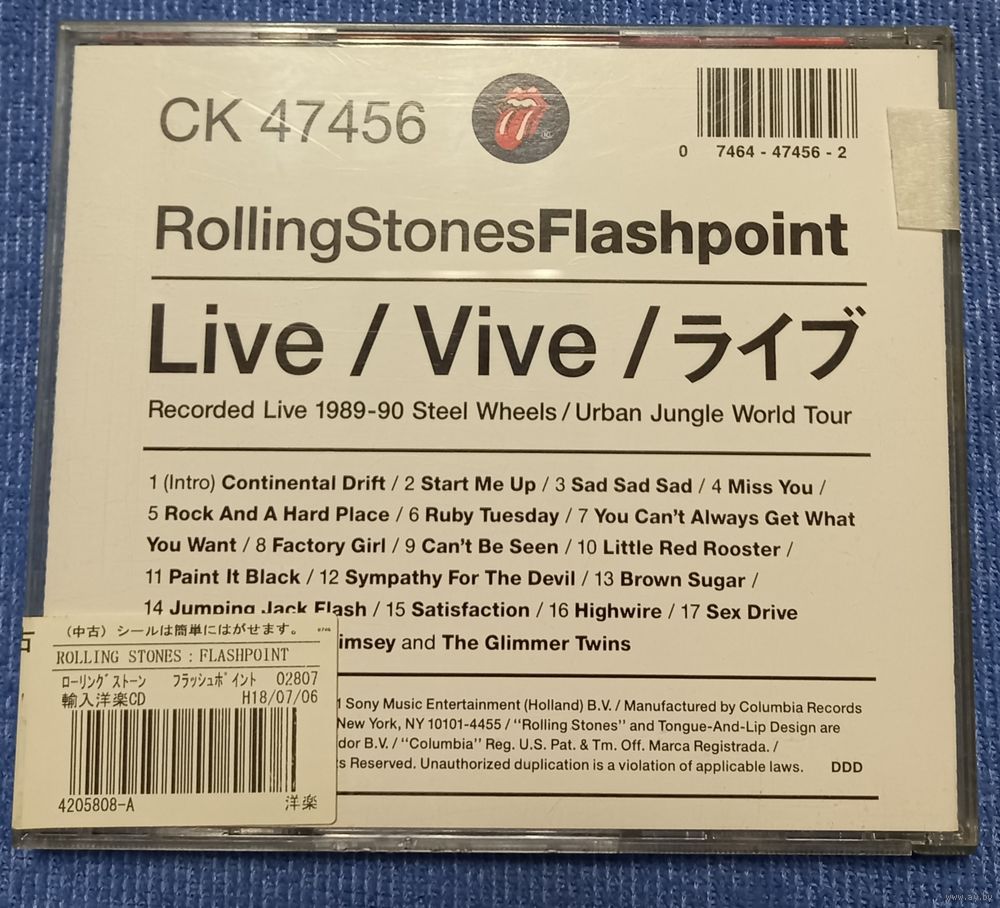 CK 47456
0 7464 - 47456 - 2
RollingStonesFlashpoint
Live / Vive / ライブ
Recorded Live 1989-90 Steel Wheels / Urban Jungle World Tour
1 (Intro) Continental Drift / 2 Start Me Up / 3 Sad Sad Sad / 4 Miss You /
5 Rock And A Hard Place / 6 Ruby Tuesday / 7 You Can't Always Get What
You Want / 8 Factory Girl / 9 Can't Be Seen / 10 Little Red Rooster /
11 Paint It Black / 12 Sympathy For The Devil / 13 Brown Sugar /
14 Jumping Jack Flash / 15 Satisfaction / 16 Highwire / 17 Sex Drive
imsey and The Glimmer Twins
1 Sony Music Entertainment (Holland) B.V. / Manufactured by Columbia Records
New York, NY 10101-4455 / "Rolling Stones" and Tongue-And-Lip Design are
dor B.V. / "Columbia" Reg. U.S. Pat. & Tm. Off. Marca Registrada. /
s Reserved. Unauthorized duplication is a violation of applicable laws. DDD
(中古) シールは簡単にはがせます。
ROLLING STONES : FLASHPOINT
ローリングストーン フラッシュポイント 02807
輸入洋楽CD H18/07/06
4205808-A 洋楽
www.ay.by